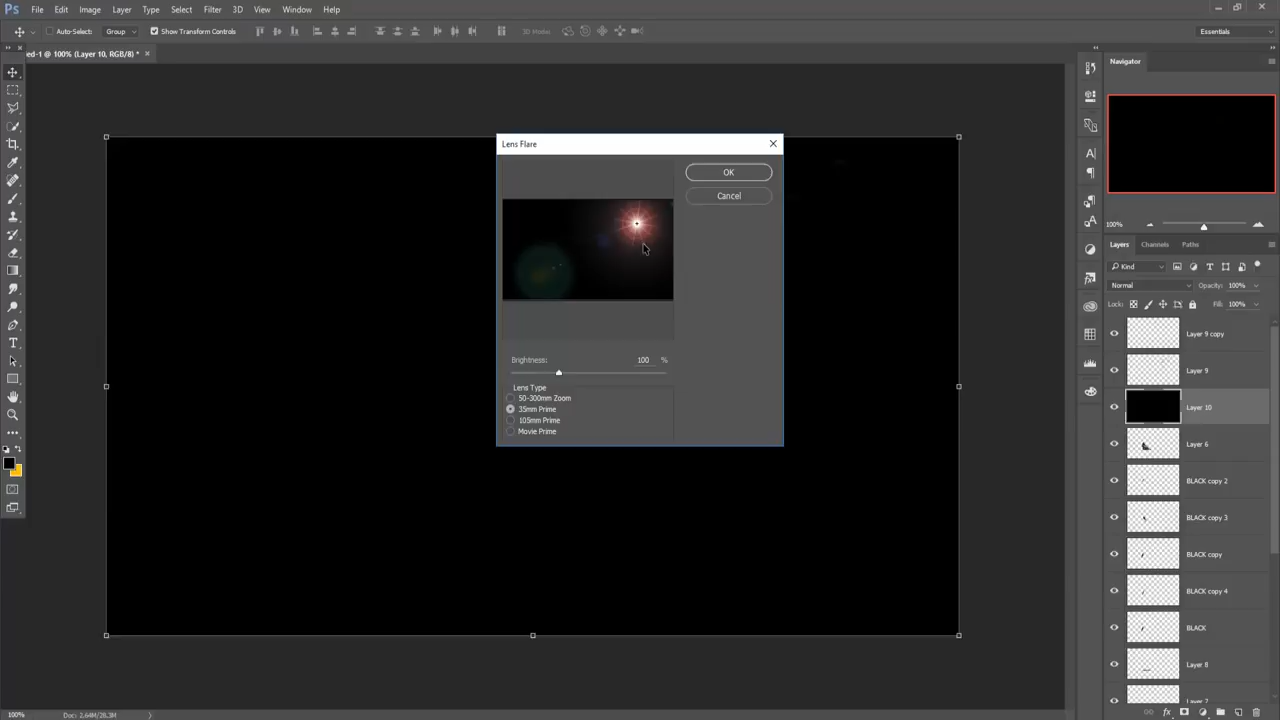 Ps File Edit Image Layer Type Select Filter 3D View Window Help
Auto-Select: Group Show Transform Controls 3D Mode: Essentials
ed-1 @ 100% (Layer 10, RGB/8) *
Navigator
Lens Flare
OK
Cancel
100%
Layers Channels Paths
Kind
Normal Opacity: 100%
Lock: Fill: 100%
Layer 9 copy
Brightness: 100 %
Layer 9
Lens Type
50-300mm Zoom
35mm Prime
105mm Prime
Movie Prime
Layer 10
Layer 6
BLACK copy 2
BLACK copy 3
BLACK copy
BLACK copy 4
BLACK
Layer 8
Layer 7
100% Doc: 2.64M/28.3M